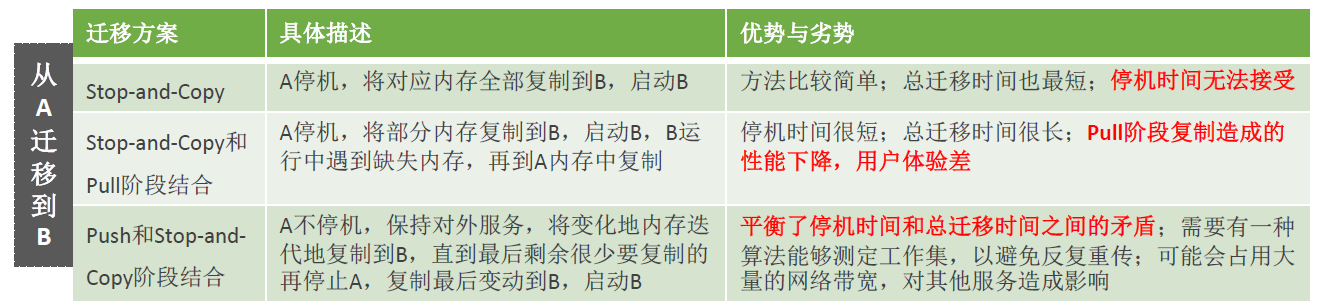 从
A
迁
移
到
B
迁移方案
具体描述
优势与劣势
Stop-and-Copy
A停机，将对应内存全部复制到B，启动B
方法比较简单；总迁移时间也最短；停机时间无法接受
Stop-and-Copy和
Pull阶段结合
A停机，将部分内存复制到B，启动B，B运
行中遇到缺失内存，再到A内存中复制
停机时间很短；总迁移时间很长；Pull阶段复制造成的
性能下降，用户体验差
Push和Stop-and-
Copy阶段结合
A不停机，保持对外服务，将变化地内存迭
代地复制到B，直到最后剩余很少要复制的
再停止A，复制最后变动到B，启动B
平衡了停机时间和总迁移时间之间的矛盾；需要有一种
算法能够测定工作集，以避免反复重传；可能会占用大
量的网络带宽，对其他服务造成影响